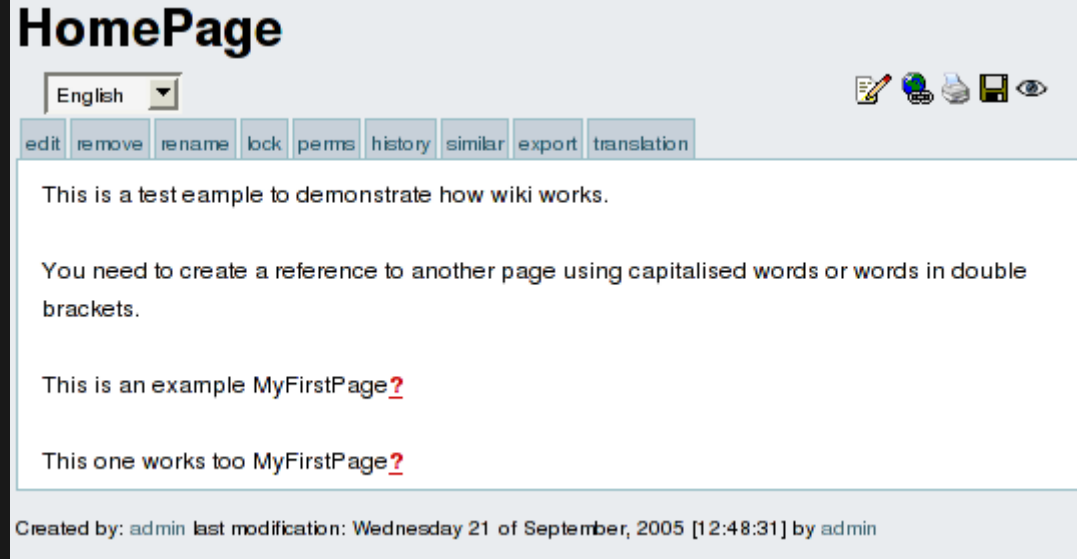 HomePage
English
edit remove rename lock perms history similar export translation
This is a test eample to demonstrate how wiki works.
You need to create a reference to another page using capitalised words or words in double
brackets.
This is an example MyFirstPage?
This one works too MyFirstPage?
Created by: admin last modification: Wednesday 21 of September, 2005 [12:48:31] by admin